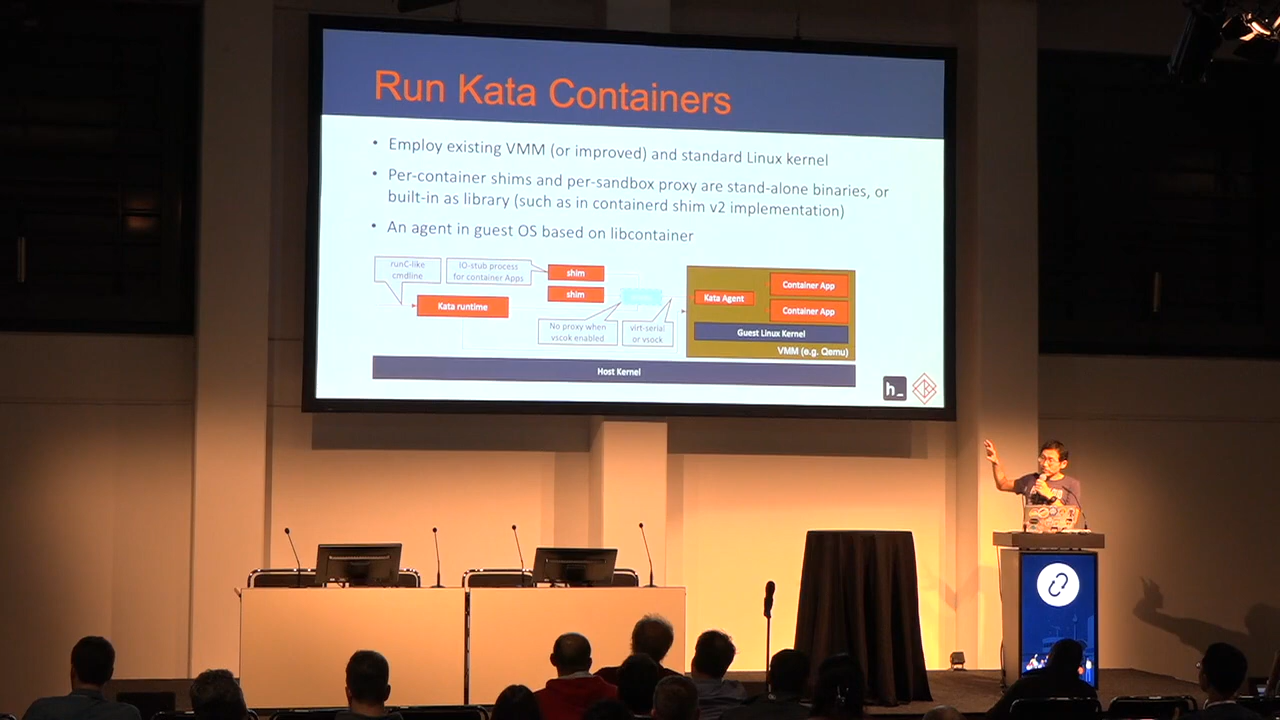 Run Kata Containers
• Employ existing VMM (or improved) and standard Linux kernel
• Per-container shims and per-sandbox proxy are stand-alone binaries, or
built-in as library (such as in containerd shim v2 implementation)
• An agent in guest OS based on libcontainer
runC-like
cmdline
IO-stub process
for container Apps
shim
shim
Kata runtime
No proxy when
vscok enabled
virt-serial
or vsock
Kata Agent
Container App
Container App
Guest Linux Kernel
VMM (e.g. Qemu)
Host Kernel
h_